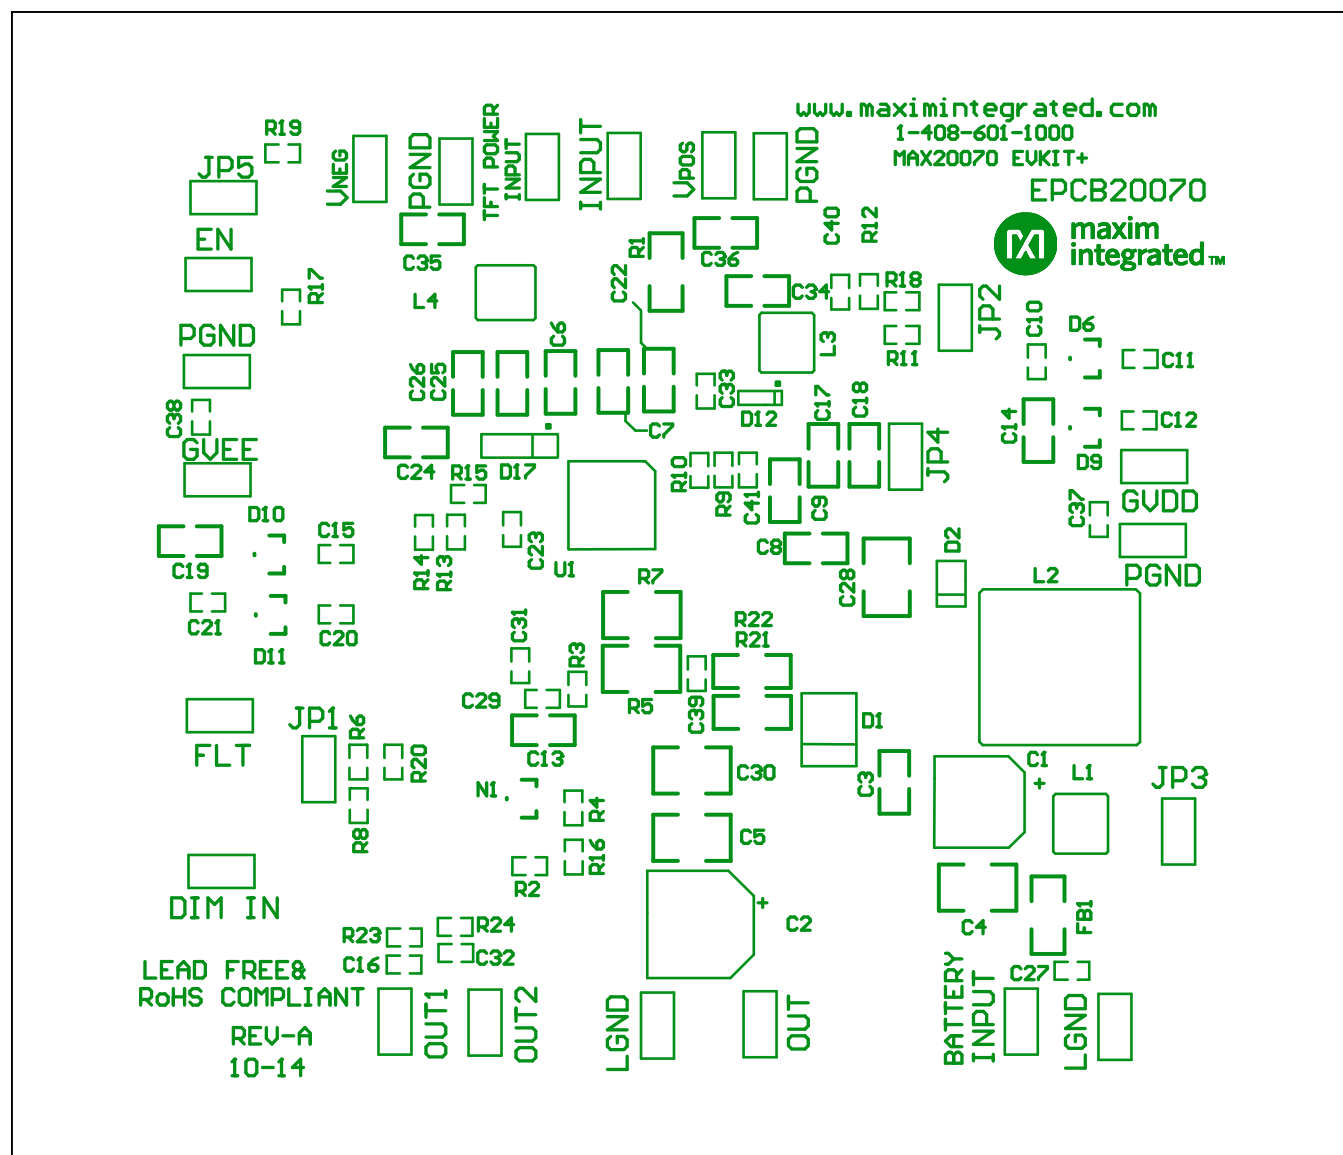 www.maximintegrated.com
1-408-601-1000
MAX20070 EVKIT+
EPCB20070
maxim
integrated™
R19
JP5
VNEG
PGND
TFT POWER
INPUT
INPUT
VPOS
PGND
C40
R12
EN
C35
R1
C36
R17
L4
C22
C34
R18
JP2
C10
D6
PGND
C6
L3
R11
C11
C26
C25
C33
C17
C18
C38
D12
C14
C12
GVEE
C7
JP4
D9
C24
R15
D17
R10
R9
C41
C9
GVDD
C37
D10
C15
C19
R14
R13
C23
U1
C8
D2
C28
PGND
R7
L2
C21
C20
D11
C31
R3
R22
R21
C29
R5
C39
D1
JP1
R6
FLT
R20
C13
C30
C3
C1
+
L1
JP3
N1
R4
R8
C5
R16
R2
DIM IN
+
C2
C4
FB1
R23
R24
C16
C32
C27
LEAD FREE&
RoHS COMPLIANT
REV-A
10-14
OUT1
OUT2
LGND
OUT
BATTERY
INPUT
LGND